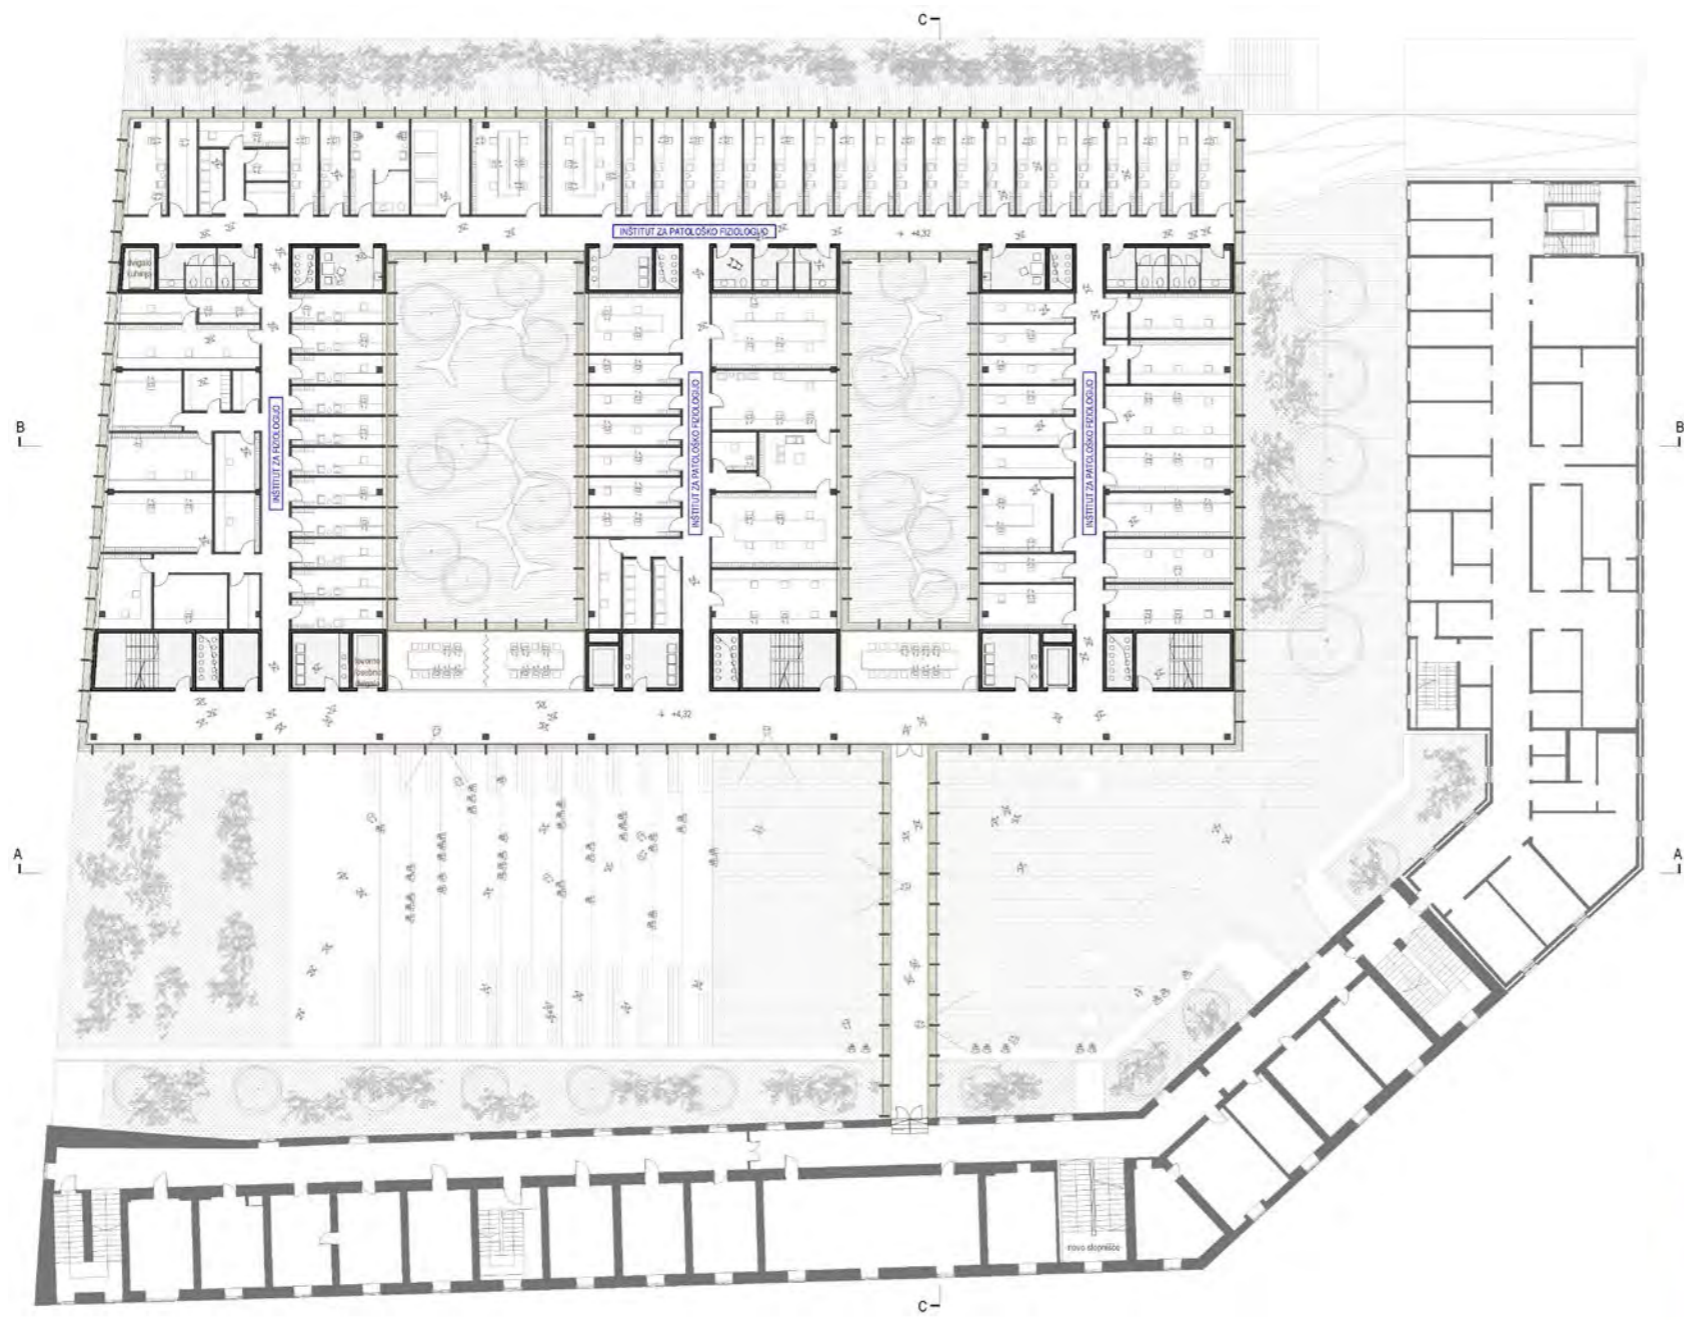 C
INŠTITUT ZA PATOLOŠKO FIZIOLOGIJO
+4,32
INŠTITUT ZA FIZIOLOGIJO
INŠTITUT ZA PATOLOŠKO FIZIOLOGIJO
INŠTITUT ZA PATOLOŠKO FIZIOLOGIJO
B
B
+4,32
A
A
novo stopnišče
C